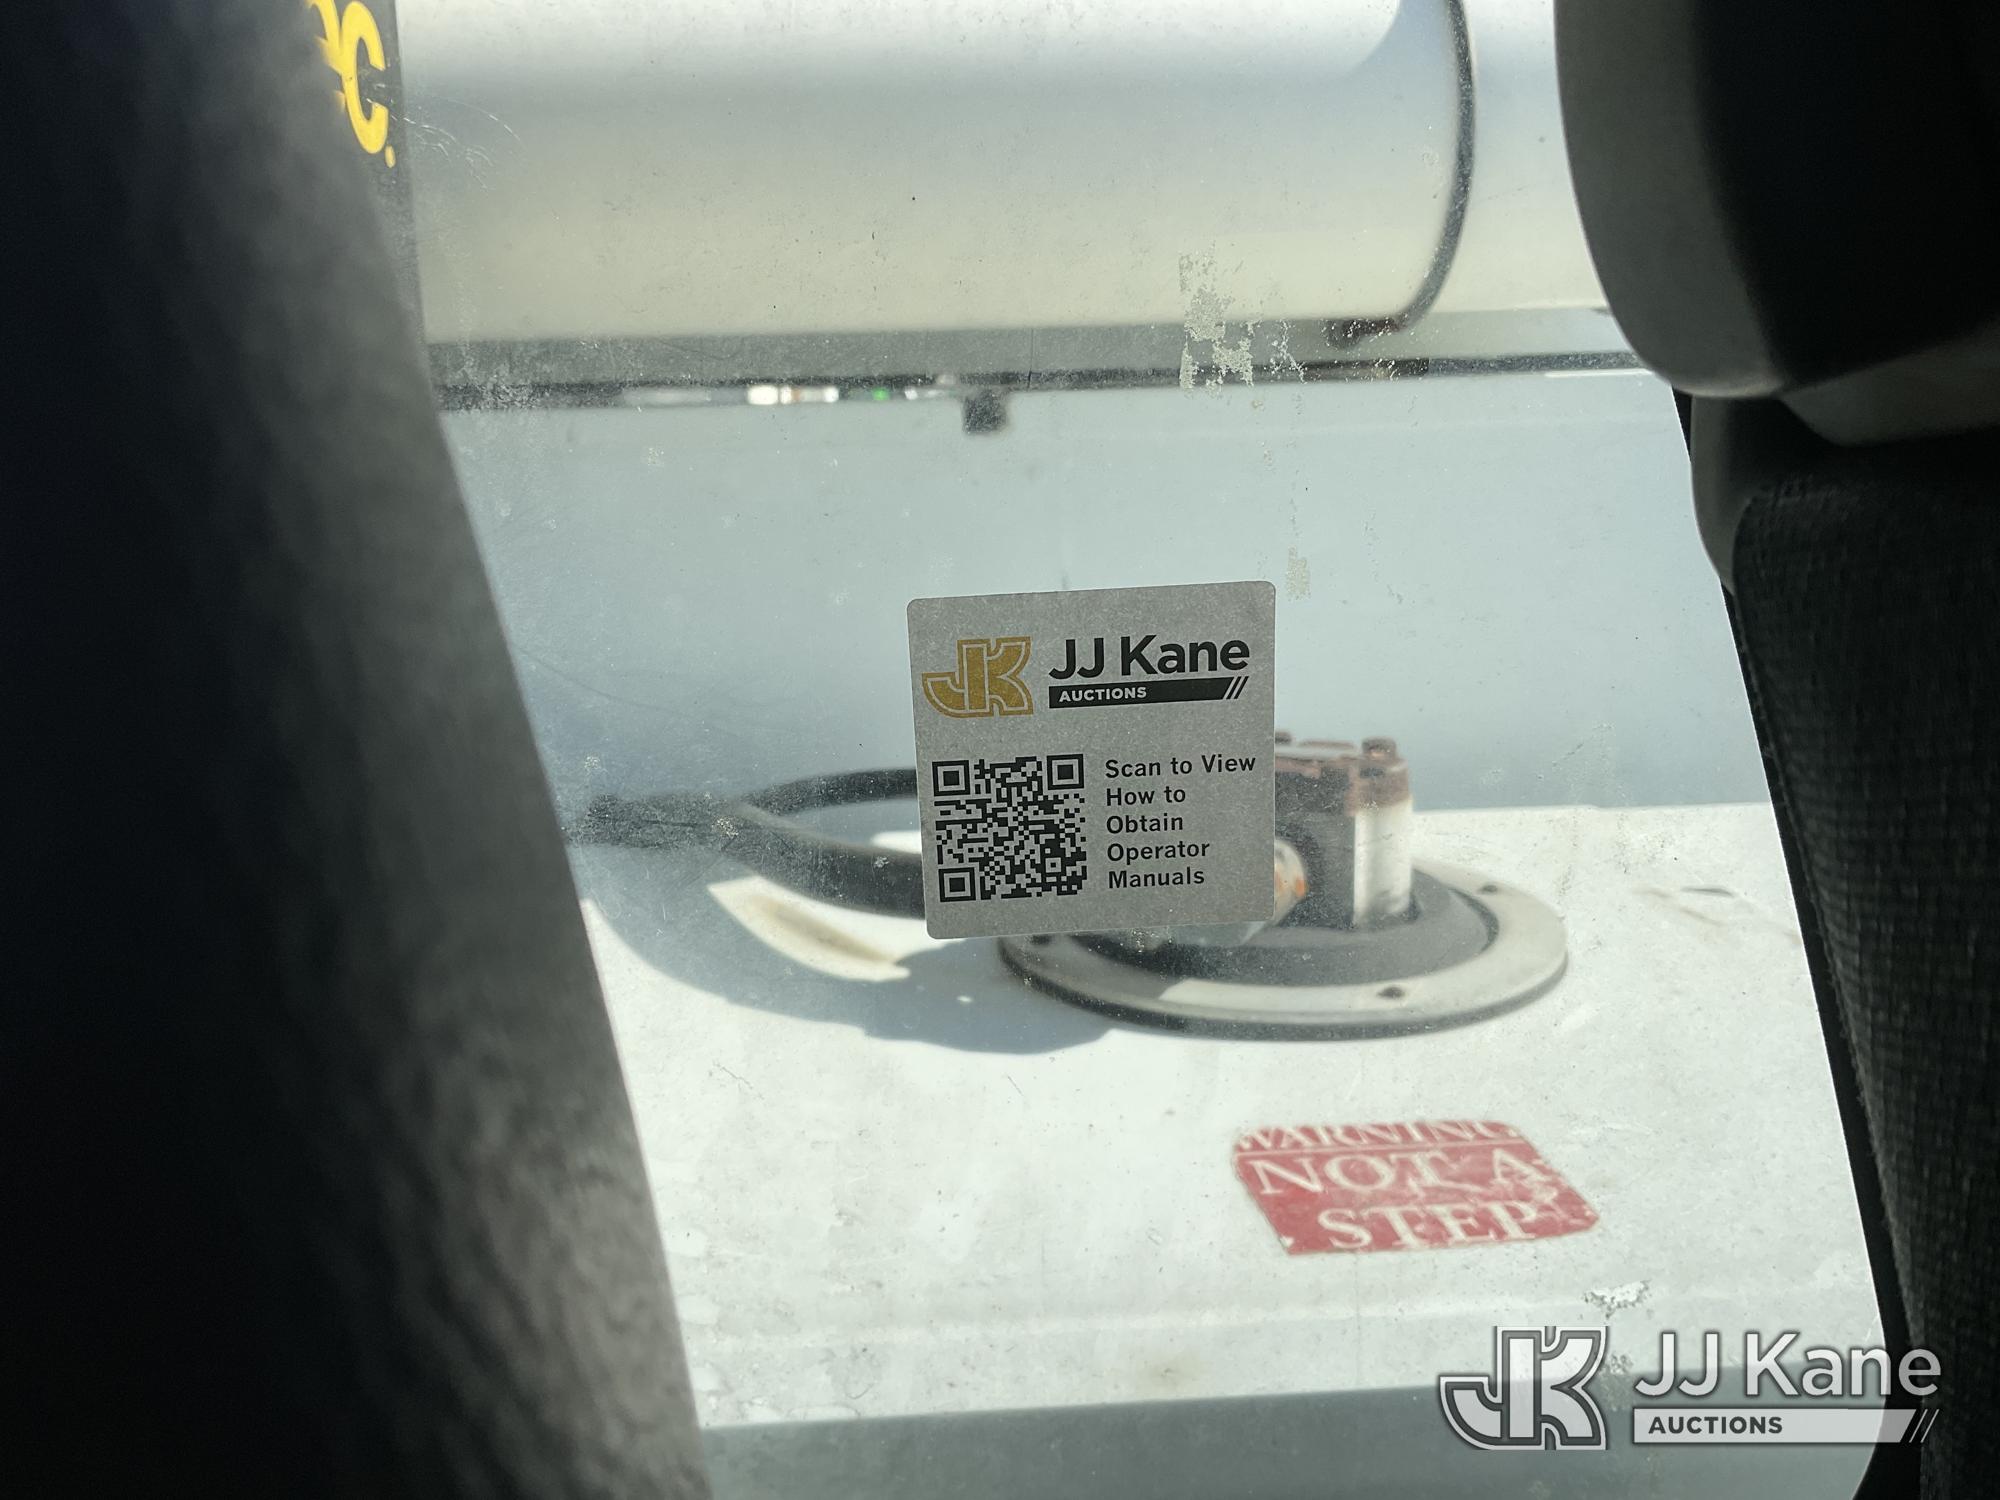 c.
JK JJ Kane
AUCTIONS
Scan to View
How to
Obtain
Operator
Manuals
WARNING
NOT A
STEP
JK JJ Kane
AUCTIONS